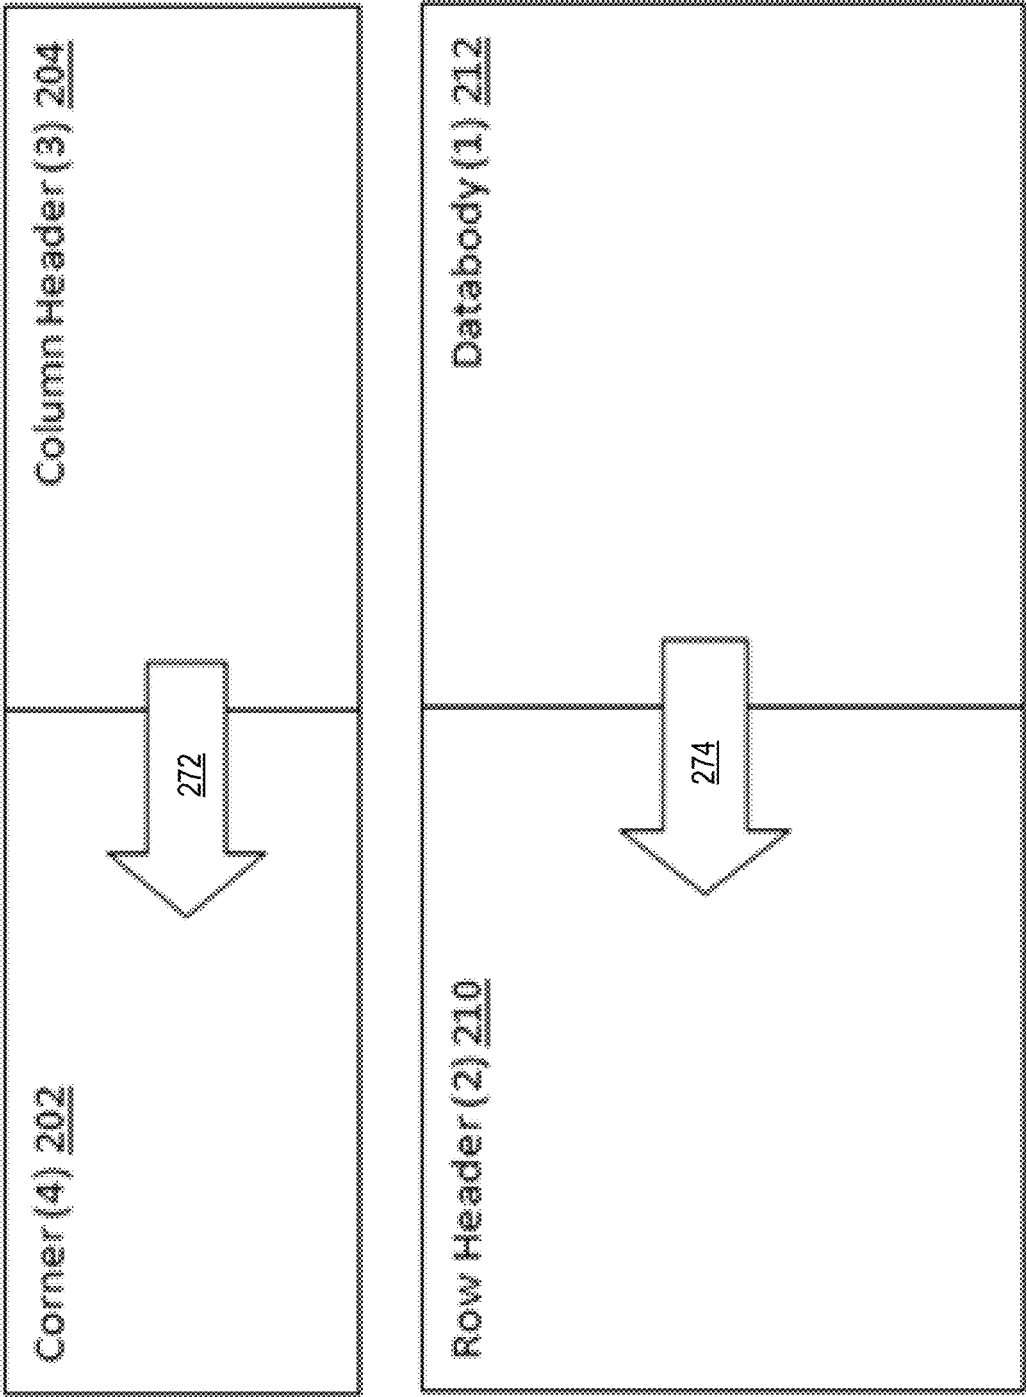 Corner (4) 202
272
Column Header (3) 204
Row Header (2) 210
274
Databody (1) 212